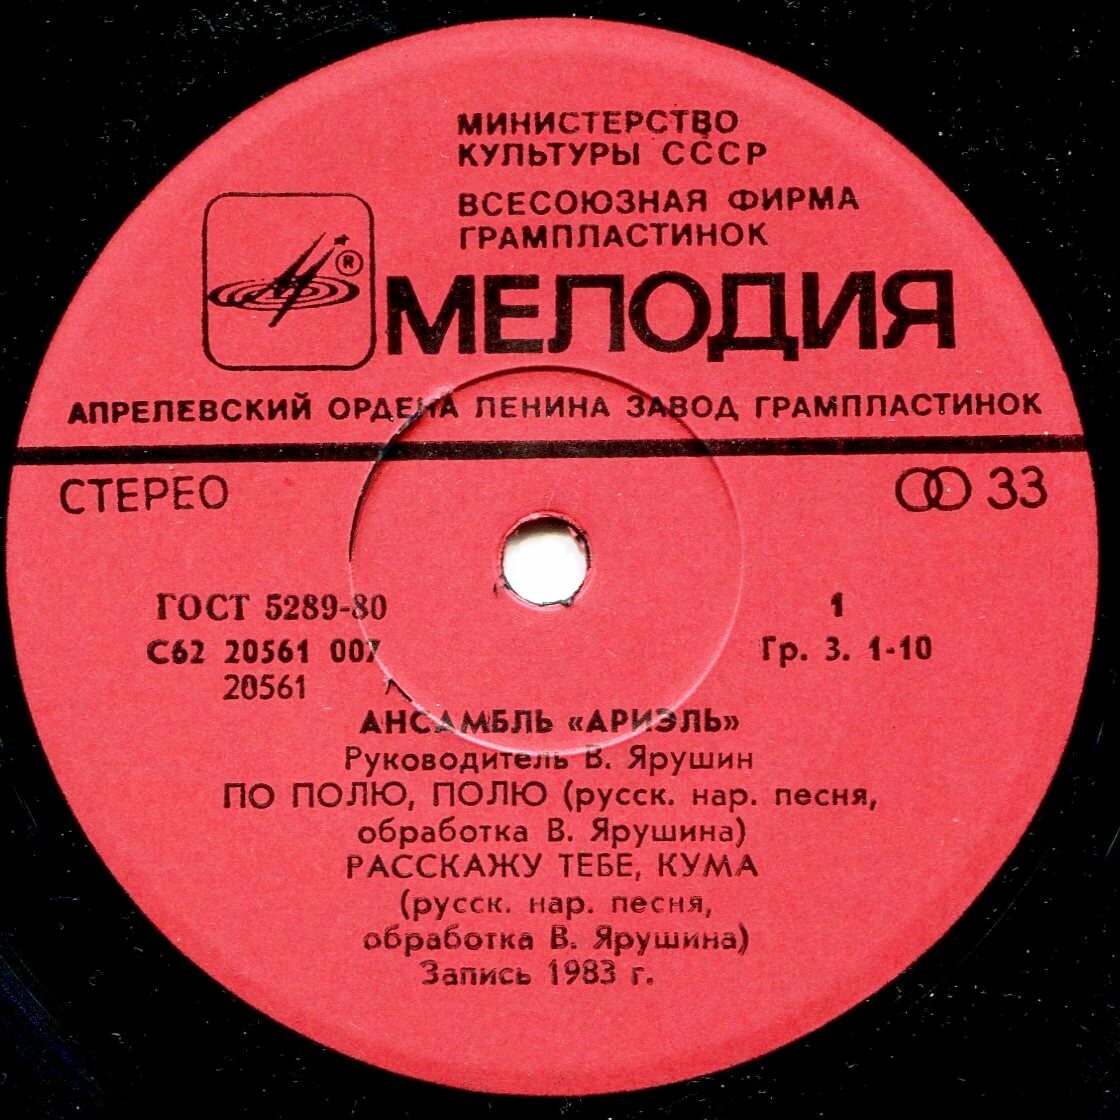 МИНИСТЕРСТВО
КУЛЬТУРЫ СССР
ВСЕСОЮЗНАЯ ФИРМА
ГРАМПЛАСТИНОК
® МЕЛОДИЯ
АПРЕЛЕВСКИЙ ОРДЕНА ЛЕНИНА ЗАВОД ГРАМПЛАСТИНОК
СТЕРЕО 33
ГОСТ 5289-80 1
С62 20561 007 Гр. 3. 1-10
20561
АНСАМБЛЬ «АРИЭЛЬ»
Руководитель В. Ярушин
ПО ПОЛЮ, ПОЛЮ (русск. нар. песня,
обработка В. Ярушина)
РАССКАЖУ ТЕБЕ, КУМА
(русск. нар. песня,
обработка В. Ярушина)
Запись 1983 г.